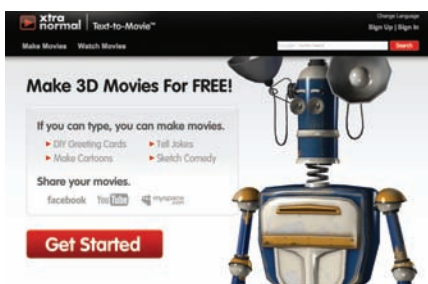 xtra
normal
Text-to-Movie™
Change Language
Sign Up | Sign In
Make Movies Watch Movies
Search
Make 3D Movies For FREE!
If you can type, you can make movies.
DIY Greeting Cards
Tell Jokes
Make Cartoons
Sketch Comedy
Share your movies.
facebook YouTube myspace.com
Get Started